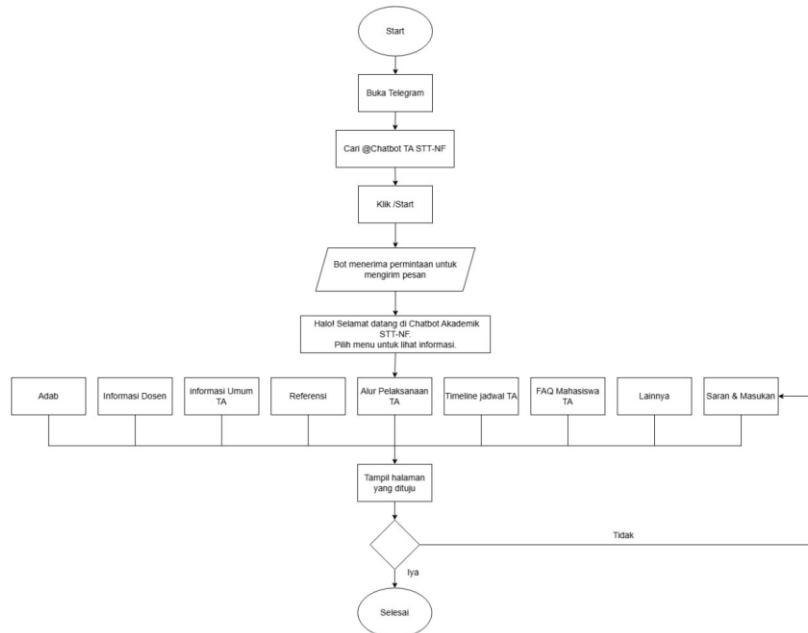 Start
Buka Telegram
Cari @Chatbot TA STT-NF
Klik /Start
Bot menerima permintaan untuk
mengirim pesan
Halo! Selamat datang di Chatbot Akademik
STT-NF.
Pilih menu untuk lihat informasi.
Adab
Informasi Dosen
informasi Umum
TA
Referensi
Alur Pelaksanaan
TA
Timeline jadwal TA
FAQ Mahasiswa
TA
Lainnya
Saran & Masukan
Tampil halaman
yang dituju
Tidak
Iya
Selesai